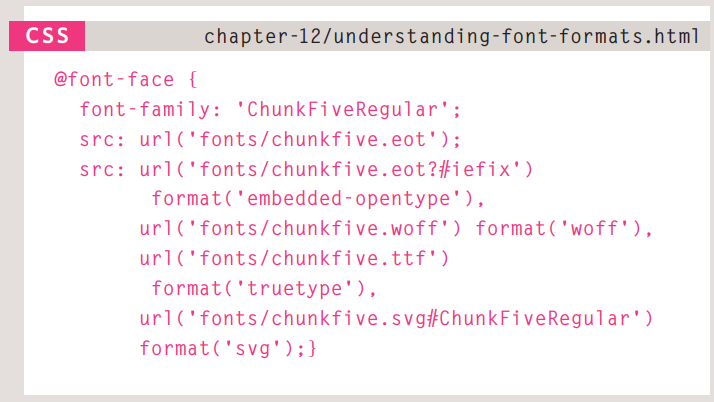 CSS chapter-12/understanding-font-formats.html
@font-face {
font-family: 'ChunkFiveRegular';
src: url('fonts/chunkfive.eot');
src: url('fonts/chunkfive.eot?#iefix')
format('embedded-opentype'),
url('fonts/chunkfive.woff') format('woff'),
url('fonts/chunkfive.ttf')
format('truetype'),
url('fonts/chunkfive.svg#ChunkFiveRegular')
format('svg');}